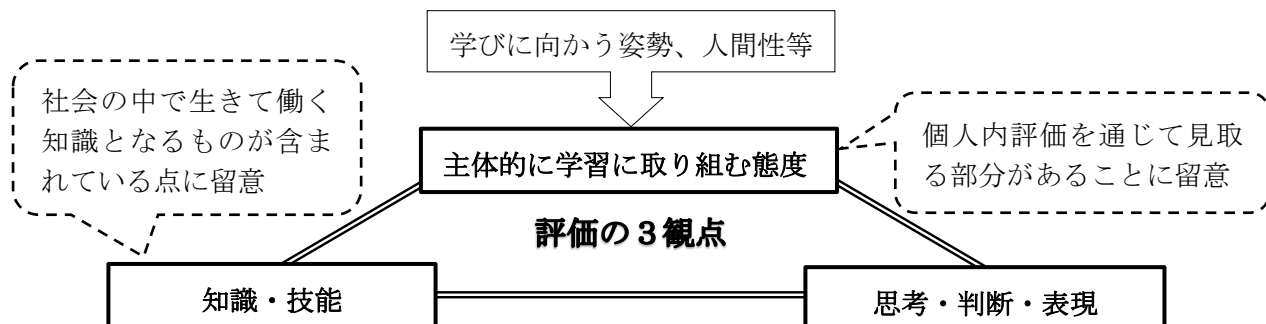 学びに向かう姿勢、人間性等
社会の中で生きて働く
知識となるものが含ま
れている点に留意
主体的に学習に取り組む態度
個人内評価を通じて見取
る部分があることに留意
評価の３観点
知識・技能
思考・判断・表現